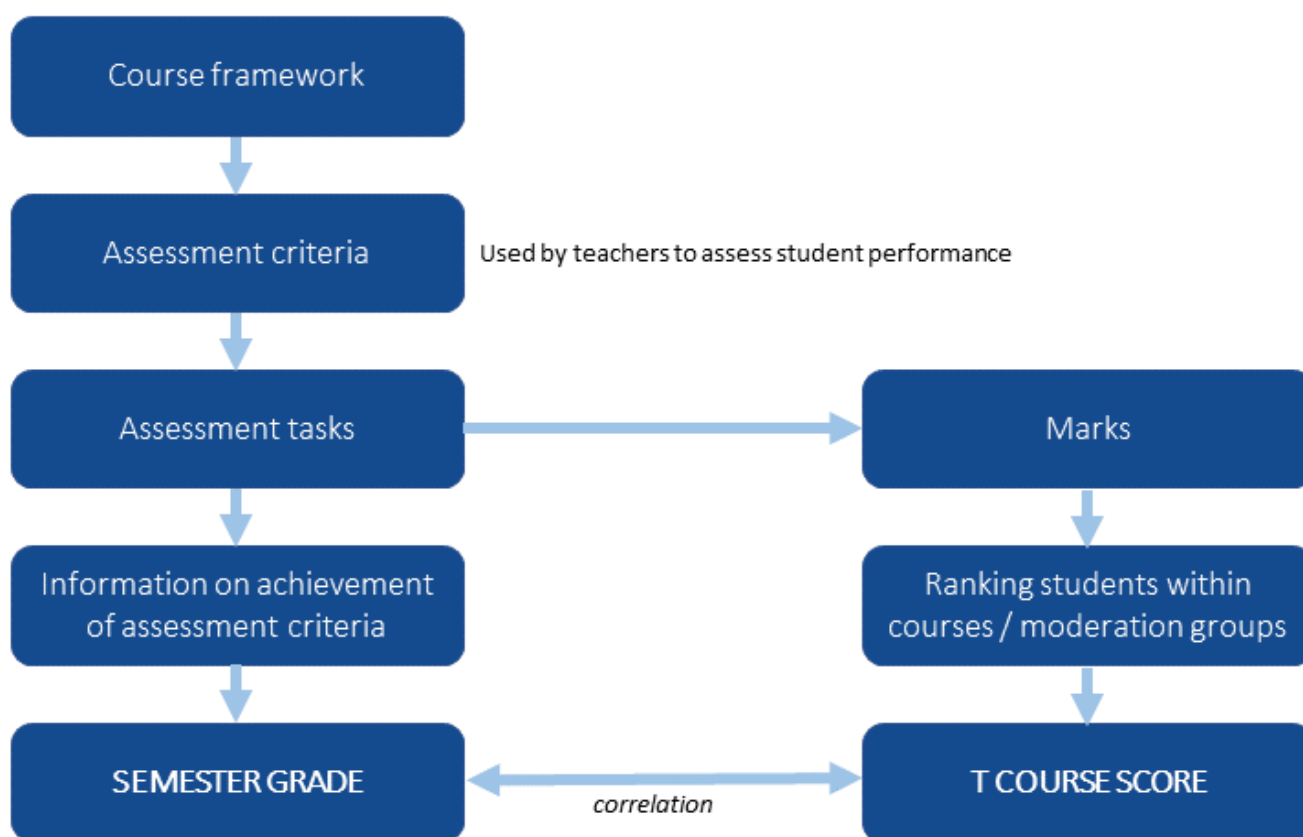 Course framework
Assessment criteria
Used by teachers to assess student performance
Assessment tasks
Marks
Information on achievement
of assessment criteria
Ranking students within
courses / moderation groups
SEMESTER GRADE
correlation
T COURSE SCORE